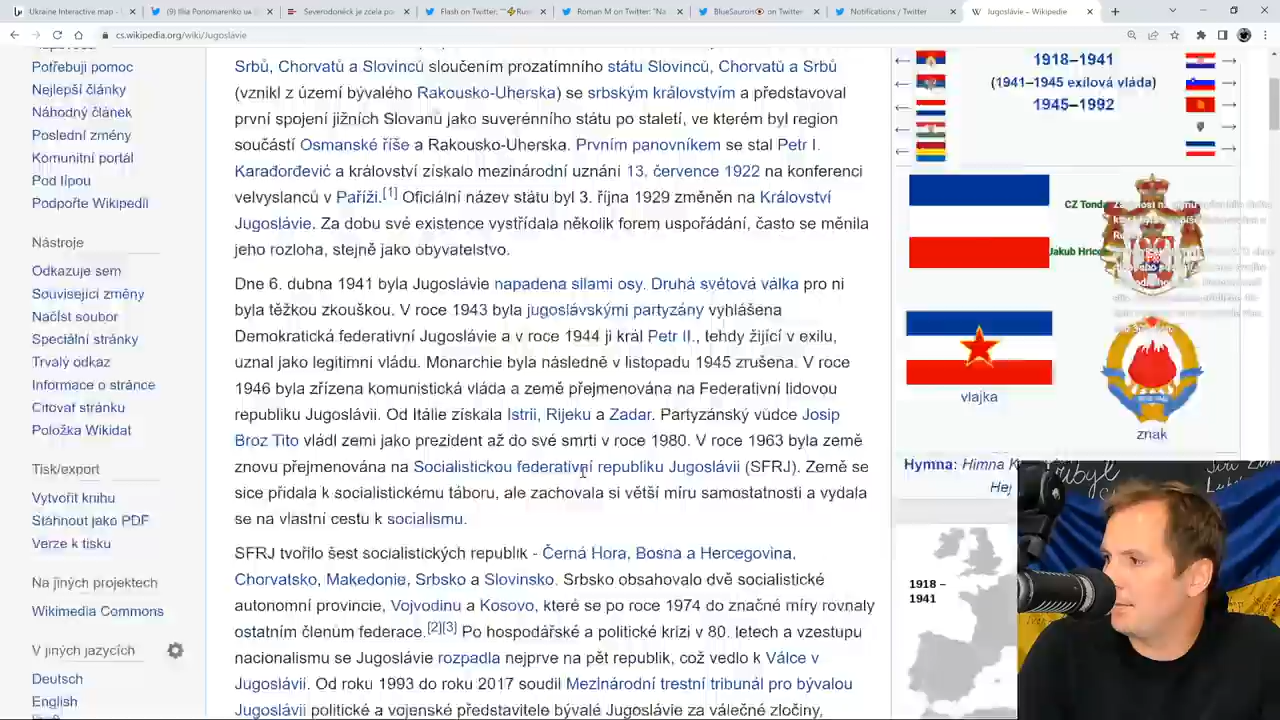 Ukraine Interactive map -
(9) Illia Ponomarenko
Severodoněck je zcela po
Flash on Twitter: "⚡Rus
Roman M on Twitter: "Na
BlueSauron👁 on Twitter
Notifications / Twitter
Jugoslávie – Wikipedie
cs.wikipedia.org/wiki/Jugoslávie
Potřebuji pomoc
Nejlepší články
Náhodný článek
Poslední změny
Komunitní portál
Pod lípou
Podpořte Wikipedii
Nástroje
Odkazuje sem
Související změny
Načíst soubor
Speciální stránky
Trvalý odkaz
Informace o stránce
Citovat stránku
Položka Wikidat
Tisk/export
Vytvořit knihu
Stáhnout jako PDF
Verze k tisku
Na jiných projektech
Wikimedia Commons
V jiných jazycích
Deutsch
English
Srbů, Chorvatů a Slovinců sloučením prozatímního státu Slovinců, Chorvatů a Srbů
(vznikl z území bývalého Rakousko-Uherska) se srbským královstvím a představoval
první spojení jižních Slovanů jako suverénního státu po staletí, ve kterém byl region
součástí Osmanské říše a Rakousko-Uherska. Prvním panovníkem se stal Petr I.
Karađorđević a království získalo mezinárodní uznání 13. července 1922 na konferenci
velvyslanců v Paříži.[1] Oficiální název státu byl 3. října 1929 změněn na Království
Jugoslávie. Za dobu své existence vystřídala několik forem uspořádání, často se měnila
jeho rozloha, stejně jako obyvatelstvo.
Dne 6. dubna 1941 byla Jugoslávie napadena silami osy. Druhá světová válka pro ni
byla těžkou zkouškou. V roce 1943 byla jugoslávskými partyzány vyhlášena
Demokratická federativní Jugoslávie a v roce 1944 ji král Petr II., tehdy žijící v exilu,
uznal jako legitimní vládu. Monarchie byla následně v listopadu 1945 zrušena. V roce
1946 byla zřízena komunistická vláda a země přejmenována na Federativní lidovou
republiku Jugoslávii. Od Itálie získala Istrii, Rijeku a Zadar. Partyzánský vůdce Josip
Broz Tito vládl zemi jako prezident až do své smrti v roce 1980. V roce 1963 byla země
znovu přejmenována na Socialistickou federativní republiku Jugoslávii (SFRJ). Země se
sice přidala k socialistickému táboru, ale zachovala si větší míru samostatnosti a vydala
se na vlastní cestu k socialismu.
SFRJ tvořilo šest socialistických republik - Černá Hora, Bosna a Hercegovina,
Chorvatsko, Makedonie, Srbsko a Slovinsko. Srbsko obsahovalo dvě socialistické
autonomní provincie, Vojvodinu a Kosovo, které se po roce 1974 do značné míry rovnaly
ostatním členům federace.[2][3] Po hospodářské a politické krizi v 80. letech a vzestupu
nacionalismu se Jugoslávie rozpadla nejprve na pět republik, což vedlo k Válce v
Jugoslávii. Od roku 1993 do roku 2017 soudil Mezinárodní trestní tribunál pro bývalou
Jugoslávii politické a vojenské představitele bývalé Jugoslávie za válečné zločiny,
← 1918–1941 →
← (1941–1945 exilová vláda) →
← 1945–1992 →
← →
← →
CZ Tonda
Jakub Hrico
vlajka
znak
Hymna: Himna K
Hej
1918 –
1941